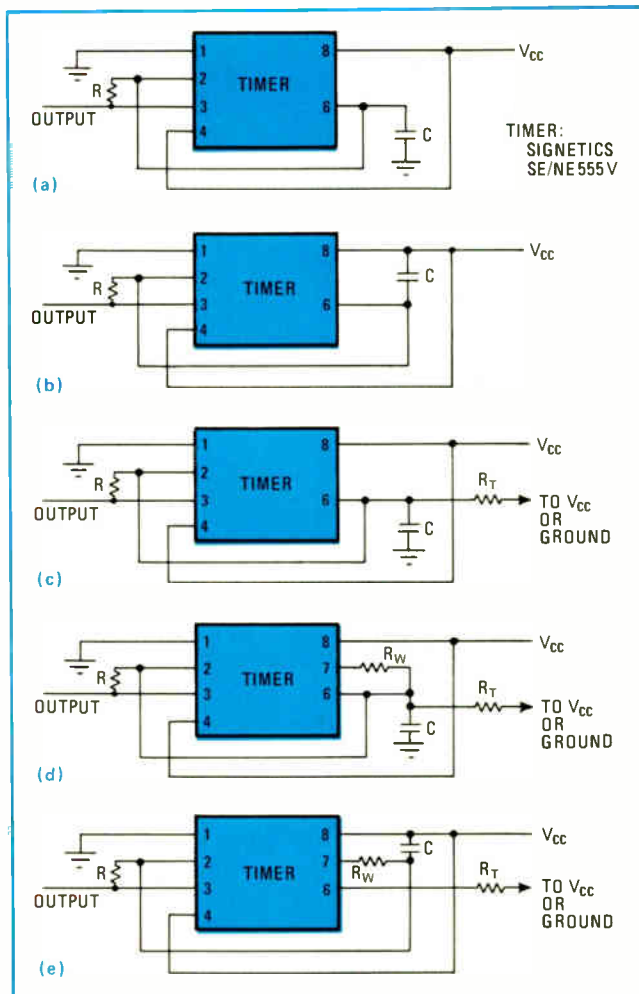 1
8
VCC
R
2
TIMER
3
6
OUTPUT
C
4
TIMER:
SIGNETICS
SE/NE555V
(a)
1
8
VCC
R
2
TIMER
C
3
6
OUTPUT
4
(b)
1
8
VCC
R
2
TIMER
RT
3
6
TO VCC
OR
GROUND
OUTPUT
C
4
(c)
1
8
VCC
RW
R
2
TIMER
7
RT
3
6
TO VCC
OR
GROUND
OUTPUT
C
4
(d)
1
8
VCC
C
R
2
TIMER
7
RW
RT
3
6
TO VCC
OR
GROUND
OUTPUT
4
(e)